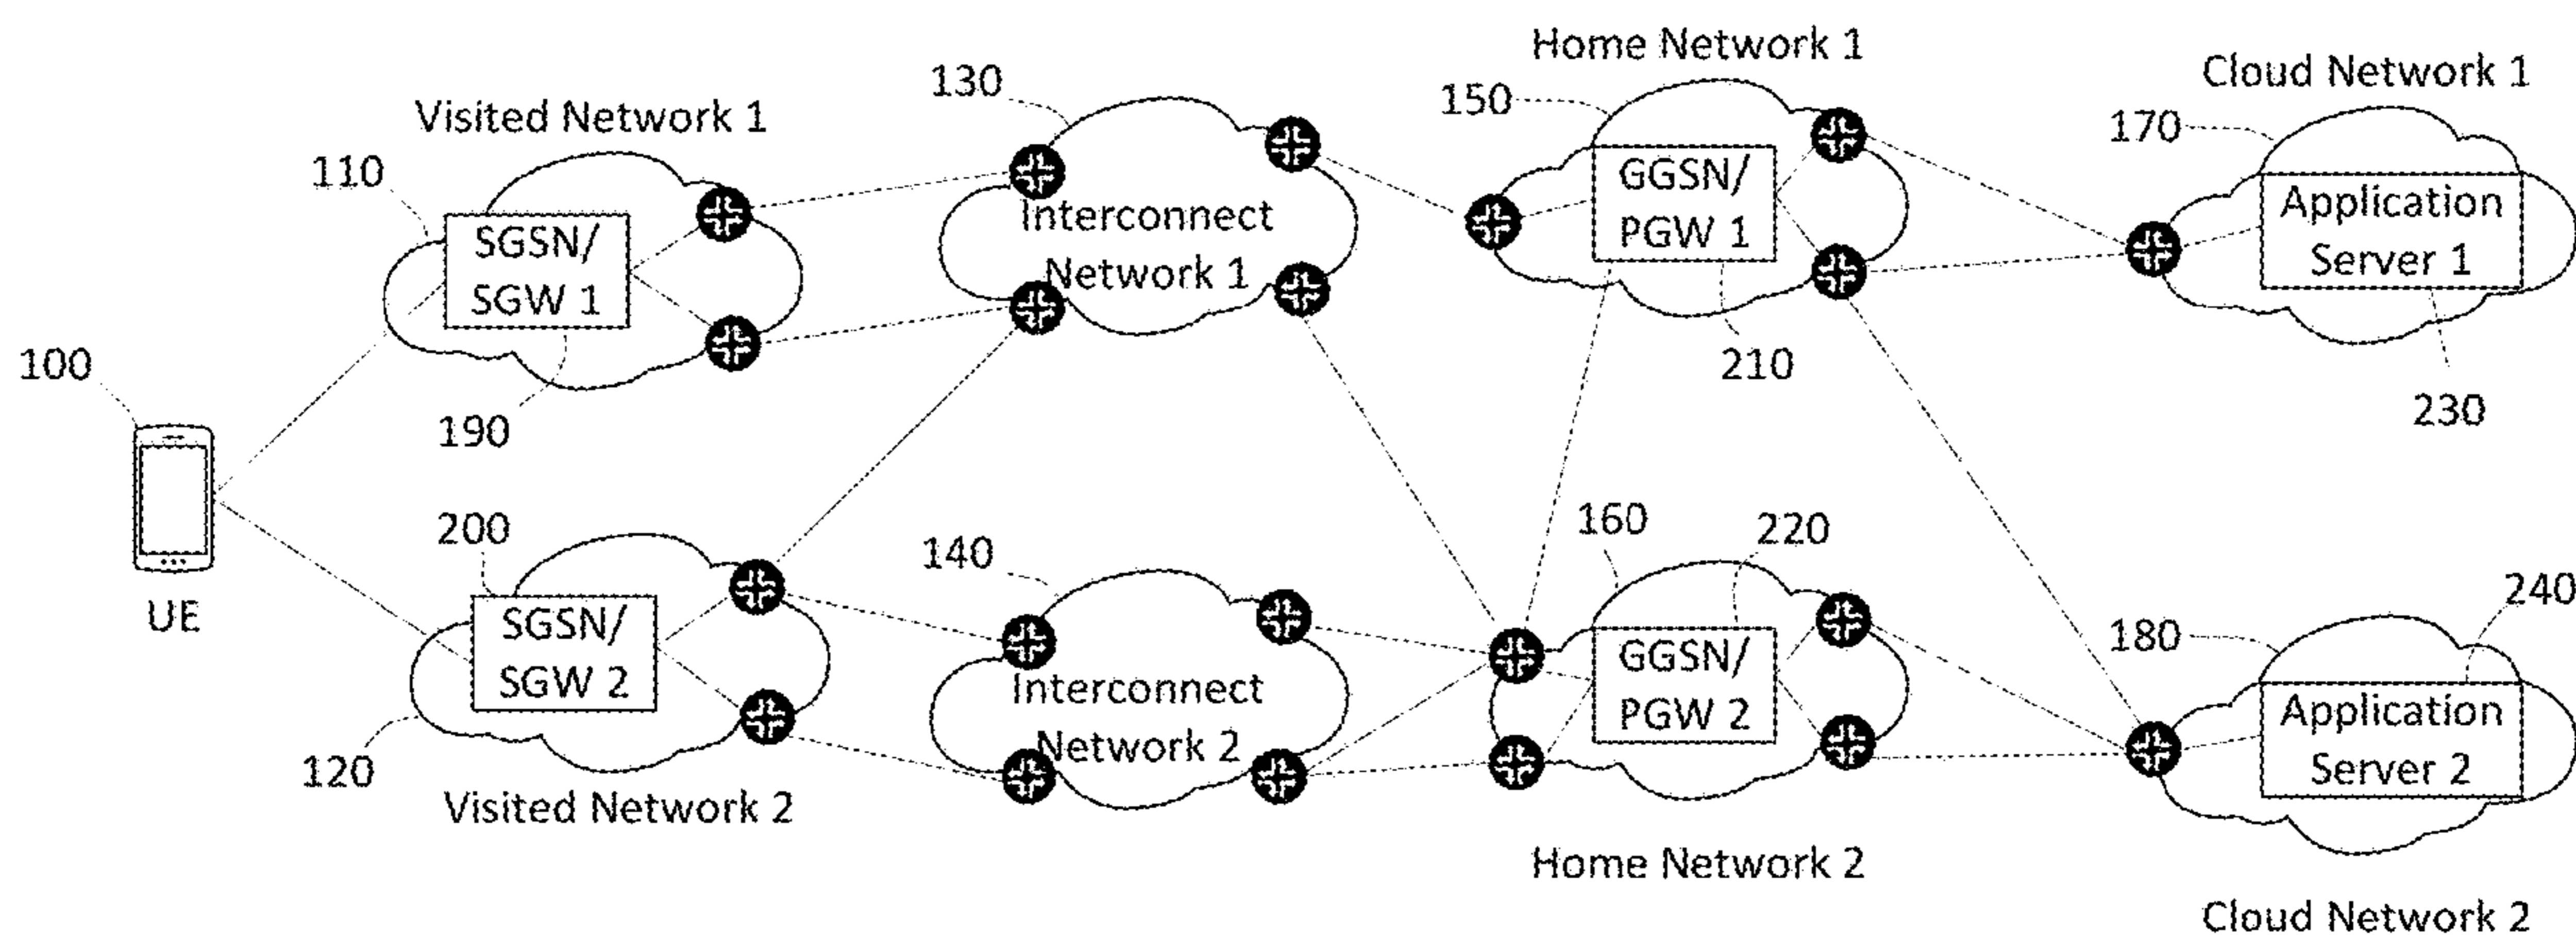 Home Network 1
Cloud Network 1
Visited Network 1
130
150
170
110
SGSN/
SGW 1
Interconnect
Network 1
GGSN/
PGW 1
Application
Server 1
100
190
210
230
UE
200
140
160
220
240
180
SGSN/
SGW 2
Interconnect
Network 2
GGSN/
PGW 2
Application
Server 2
120
Visited Network 2
Home Network 2
Cloud Network 2